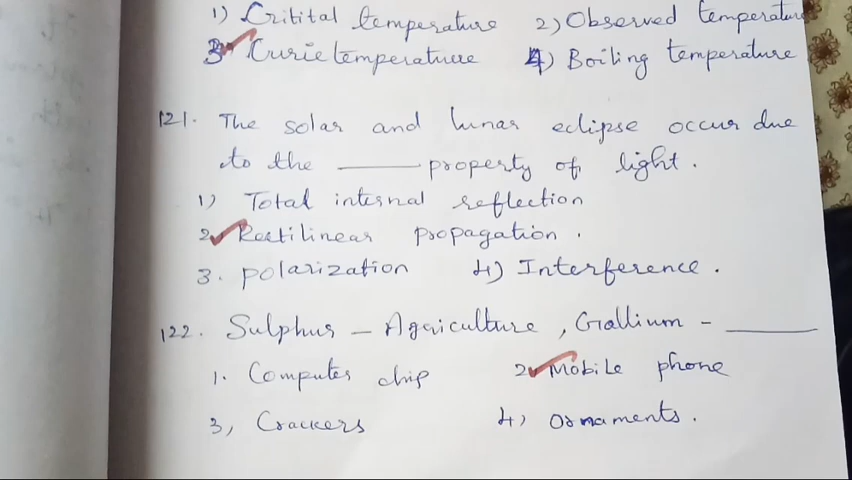 1) Critital temperature 2) Observed temperature
3. Curie temperature 4) Boiling temperature
121. The solar and lunar eclipse occur due
to the ______ property of light.
1) Total internal reflection
2. Rectilinear propagation.
3. polarization 4) Interference.
122. Sulphur - Agriculture, Gallium - ______
1. Computer chip 2. Mobile phone
3, Crackers 4) Ornaments.